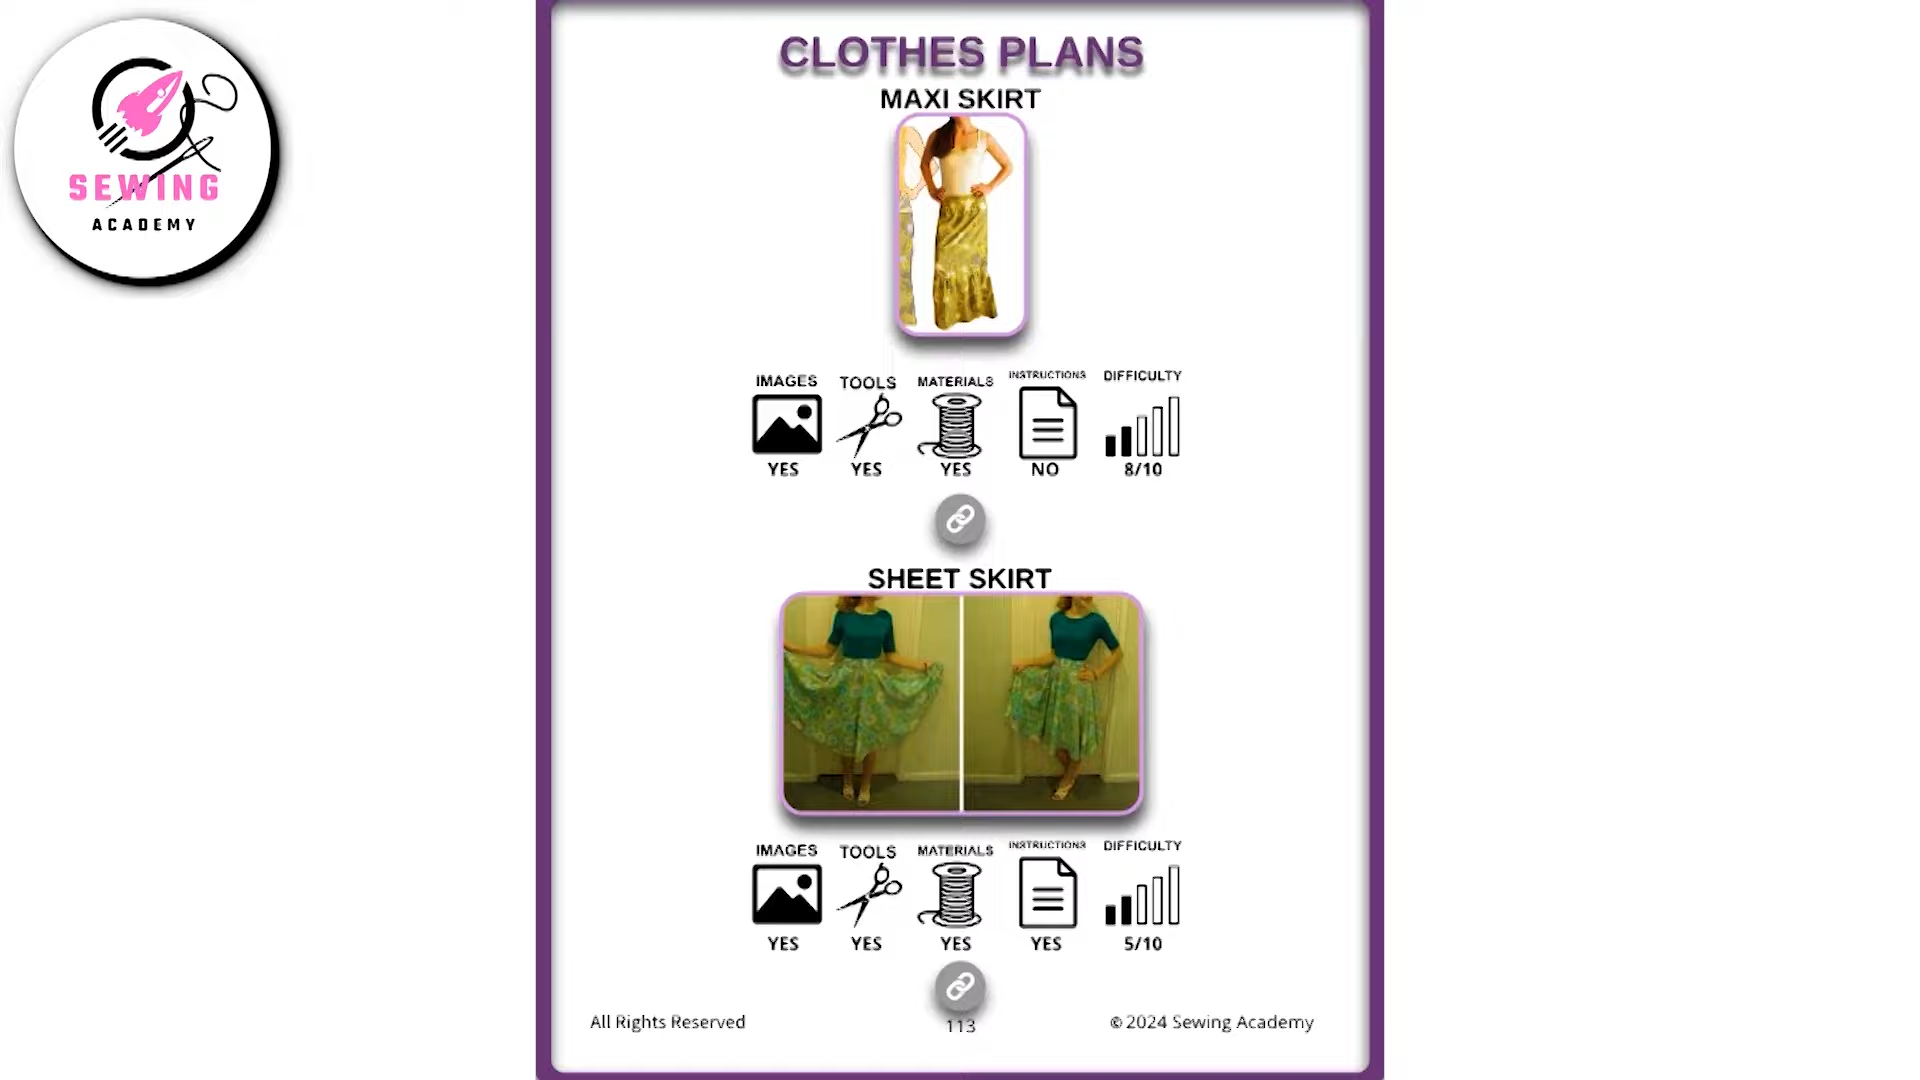 SEWING
ACADEMY
CLOTHES PLANS
MAXI SKIRT
IMAGES TOOLS MATERIALS INSTRUCTIONS DIFFICULTY
YES YES YES NO 8/10
SHEET SKIRT
IMAGES TOOLS MATERIALS INSTRUCTIONS DIFFICULTY
YES YES YES YES 5/10
All Rights Reserved 113 © 2024 Sewing Academy